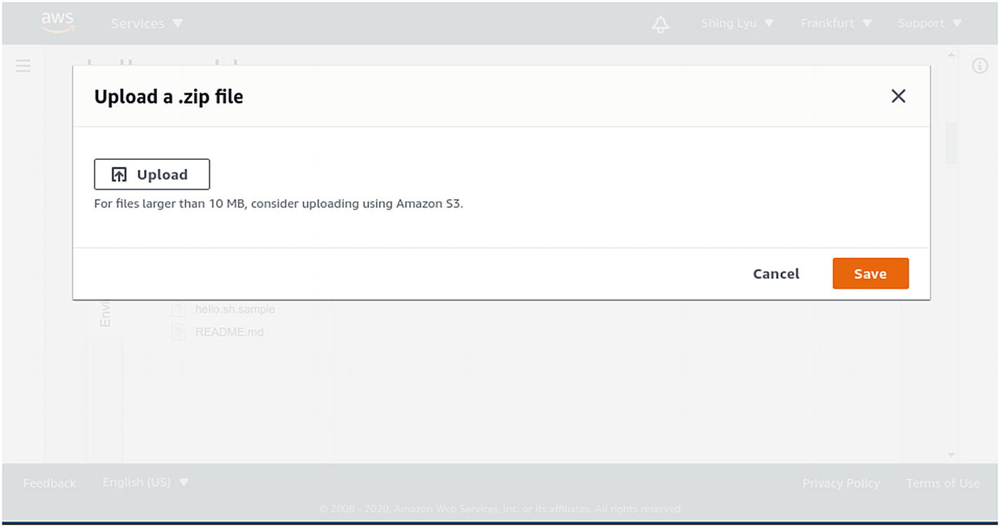 aws Services Shing Lyu Frankfurt Support
Upload a .zip file
Upload
For files larger than 10 MB, consider uploading using Amazon S3.
Cancel Save
Envi
hello.sh.sample
README.md
Feedback English (US) Privacy Policy Terms of Use
© 2008 - 2020, Amazon Web Services, Inc. or its affiliates. All rights reserved.